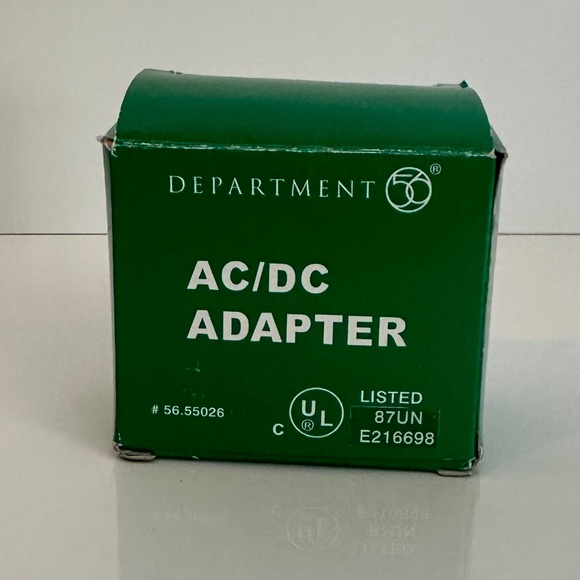 DEPARTMENT 56®
AC/DC
ADAPTER
# 56.55026
C UL ®
LISTED
87UN
E216698